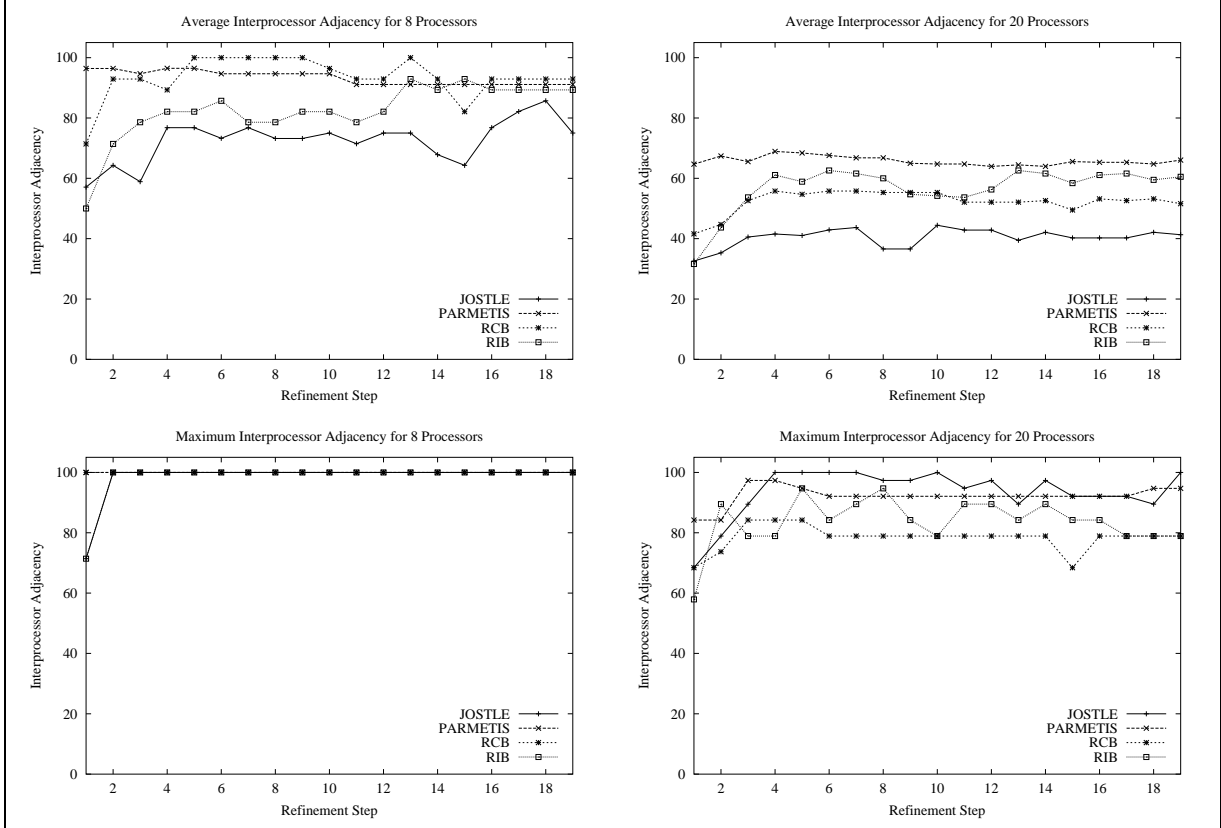 Average Interprocessor Adjacency for 8 Processors
100
80
60
40
20
0
Interprocessor Adjacency
JOSTLE
PARMETIS
RCB
RIB
2 4 6 8 10 12 14 16 18
Refinement Step
Average Interprocessor Adjacency for 20 Processors
100
80
60
40
20
0
Interprocessor Adjacency
JOSTLE
PARMETIS
RCB
RIB
2 4 6 8 10 12 14 16 18
Refinement Step
Maximum Interprocessor Adjacency for 8 Processors
100
80
60
40
20
0
Interprocessor Adjacency
JOSTLE
PARMETIS
RCB
RIB
2 4 6 8 10 12 14 16 18
Refinement Step
Maximum Interprocessor Adjacency for 20 Processors
100
80
60
40
20
0
Interprocessor Adjacency
JOSTLE
PARMETIS
RCB
RIB
2 4 6 8 10 12 14 16 18
Refinement Step